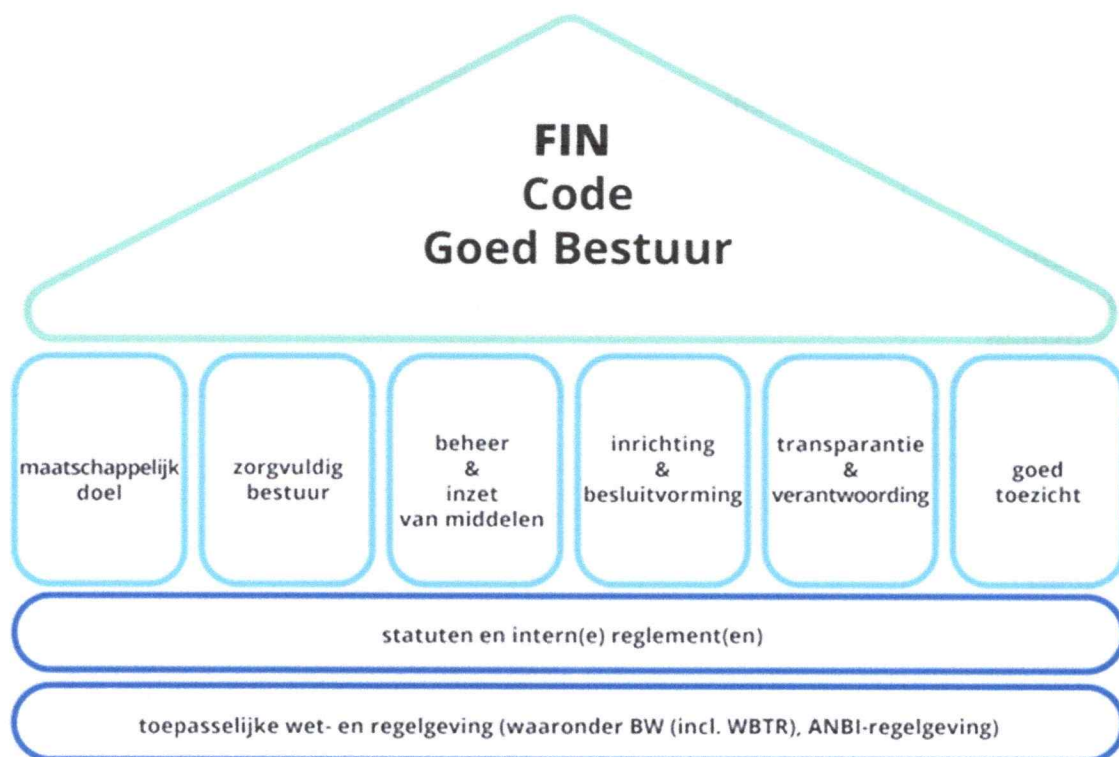 FIN
Code
Goed Bestuur
maatschappelijk
doel
zorgvuldig
bestuur
beheer
&
inzet
van middelen
inrichting
&
besluitvorming
transparantie
&
verantwoording
goed
toezicht
statuten en intern(e) reglement(en)
toepasselijke wet- en regelgeving (waaronder BW (incl. WBTR), ANBI-regelgeving)